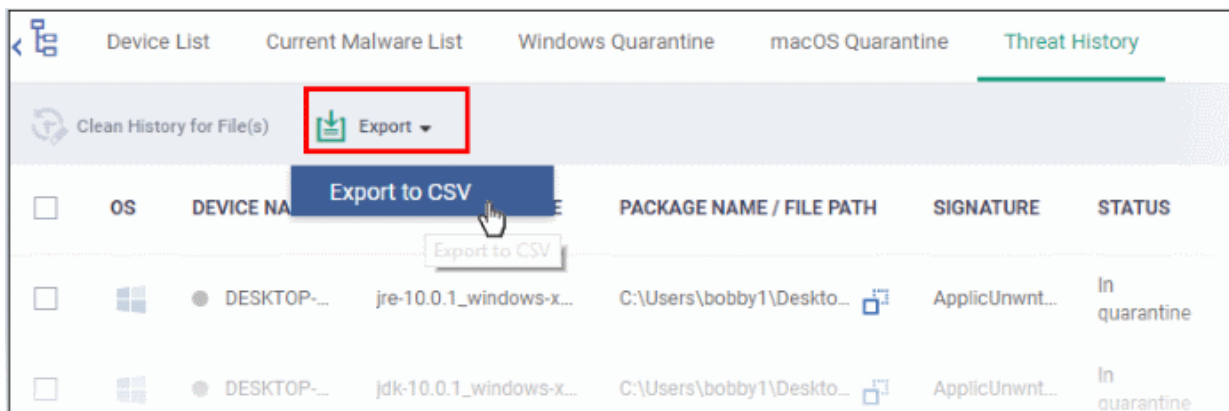 Device List Current Malware List Windows Quarantine macOS Quarantine Threat History
Clean History for File(s) Export
Export to CSV
OS DEVICE NA E PACKAGE NAME / FILE PATH SIGNATURE STATUS
Export to CSV
DESKTOP-... jre-10.0.1_windows-x... C:\Users\bobby1\Deskto... ApplicUnwnt... In quarantine
DESKTOP-... jdk-10.0.1_windows-x... C:\Users\bobby1\Deskto... ApplicUnwnt... In quarantine